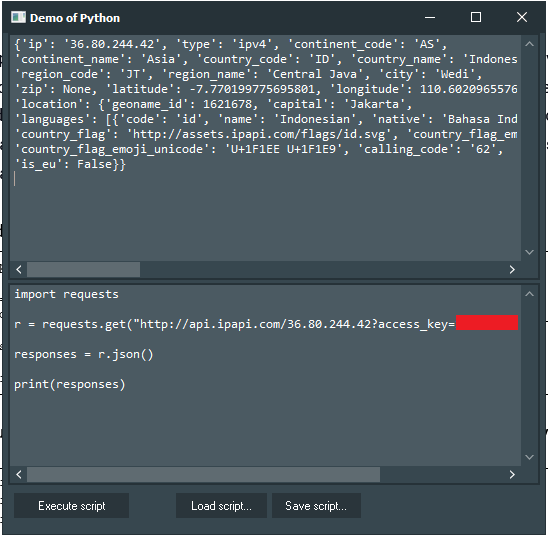 Demo of Python
{'ip': '36.80.244.42', 'type': 'ipv4', 'continent_code': 'AS',
'continent_name': 'Asia', 'country_code': 'ID', 'country_name': 'Indones
'region_code': 'JT', 'region_name': 'Central Java', 'city': 'Wedi',
'zip': None, 'latitude': -7.770199775695801, 'longitude': 110.6020965576
'location': {'geoname_id': 1621678, 'capital': 'Jakarta',
'languages': [{'code': 'id', 'name': 'Indonesian', 'native': 'Bahasa Ind
'country_flag': 'http://assets.ipapi.com/flags/id.svg', 'country_flag_em
'country_flag_emoji_unicode': 'U+1F1EE U+1F1E9', 'calling_code': '62',
'is_eu': False}}
import requests
r = requests.get("http://api.ipapi.com/36.80.244.42?access_key=
responses = r.json()
print(responses)
Execute script
Load script...
Save script...